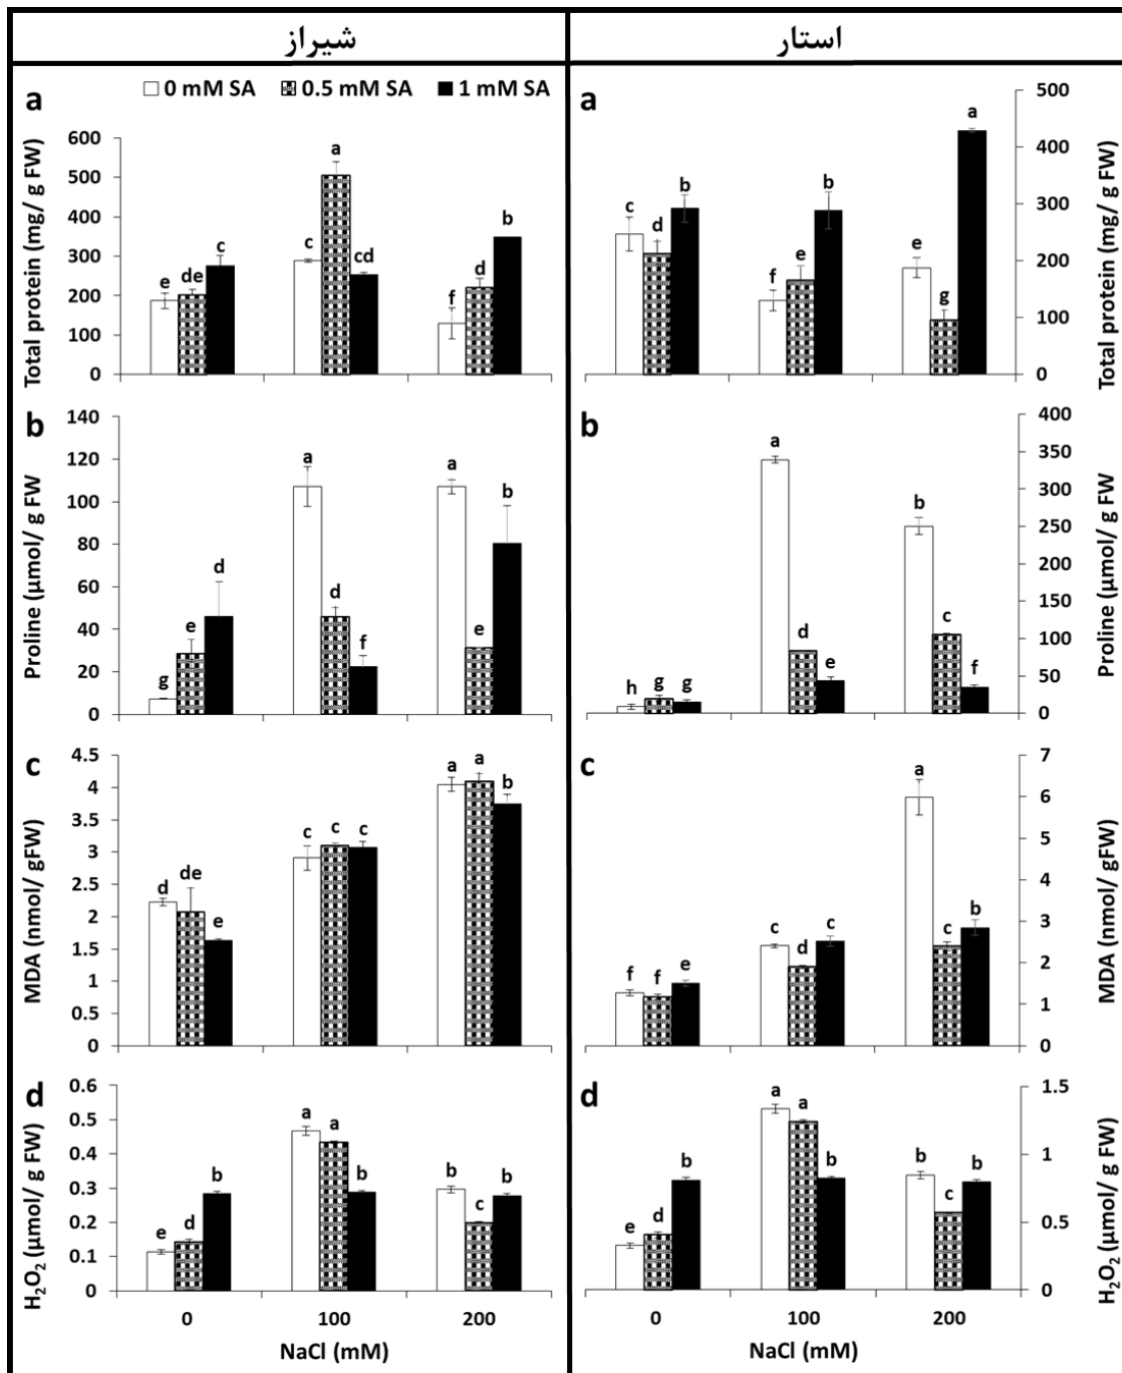 شیراز
استار
0 mM SA 0.5 mM SA 1 mM SA
a
Total protein (mg/ g FW)
600
500
400
300
200
100
0
e de c
c a cd
f d b
a
Total protein (mg/ g FW)
500
400
300
200
100
0
c d b
f e b
e g a
b
Proline (µmol/ g FW
140
120
100
80
60
40
20
0
g e d
a d f
a e b
b
Proline (µmol/ g FW
400
350
300
250
200
150
100
50
0
h g g
a d e
b c f
c
MDA (nmol/ gFW)
4.5
4
3.5
3
2.5
2
1.5
1
0.5
0
d de e
c c c
a a b
c
MDA (nmol/ gFW)
7
6
5
4
3
2
1
0
f f e
c d c
a c b
d
H₂O₂ (µmol/ g FW)
0.6
0.5
0.4
0.3
0.2
0.1
0
e d b
a a b
b c b
0 100 200
NaCl (mM)
d
H₂O₂ (µmol/ g FW)
1.5
1
0.5
0
e d b
a a b
b c b
0 100 200
NaCl (mM)